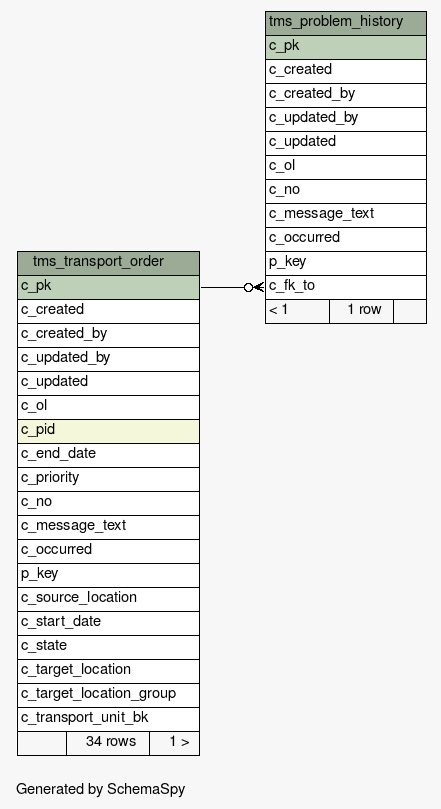 tms_problem_history
c_pk
c_created
c_created_by
c_updated_by
c_updated
c_ol
c_no
c_message_text
c_occurred
p_key
c_fk_to
< 1 1 row
tms_transport_order
c_pk
c_created
c_created_by
c_updated_by
c_updated
c_ol
c_pid
c_end_date
c_priority
c_no
c_message_text
c_occurred
p_key
c_source_location
c_start_date
c_state
c_target_location
c_target_location_group
c_transport_unit_bk
34 rows 1 >
Generated by SchemaSpy